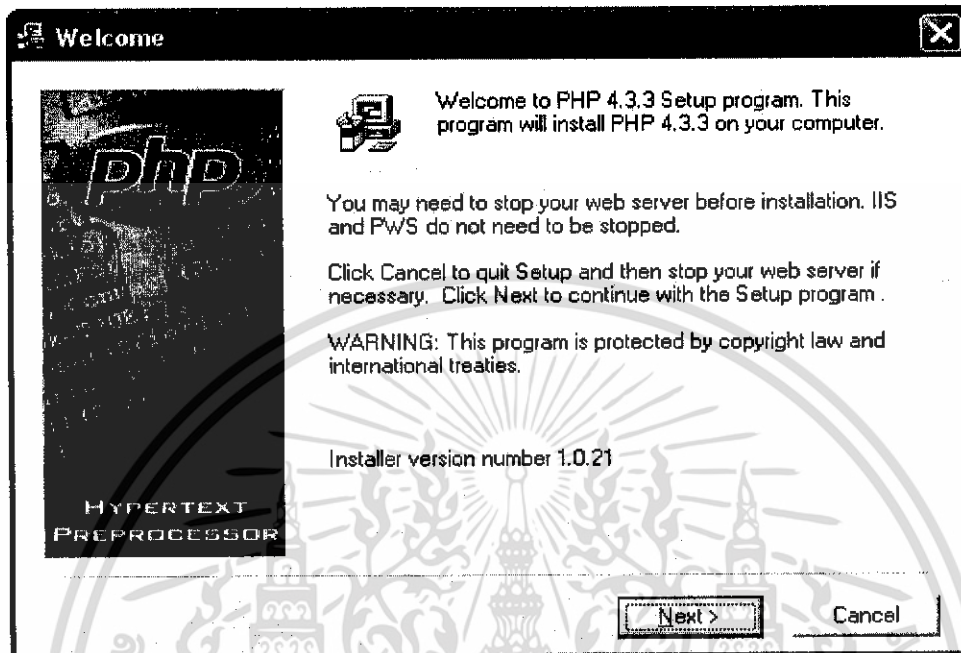 Welcome
php
HYPERTEXT
PREPROCESSOR
Welcome to PHP 4.3.3 Setup program. This
program will install PHP 4.3.3 on your computer.
You may need to stop your web server before installation. IIS
and PWS do not need to be stopped.
Click Cancel to quit Setup and then stop your web server if
necessary. Click Next to continue with the Setup program .
WARNING: This program is protected by copyright law and
international treaties.
Installer version number 1.0.21
Next >
Cancel